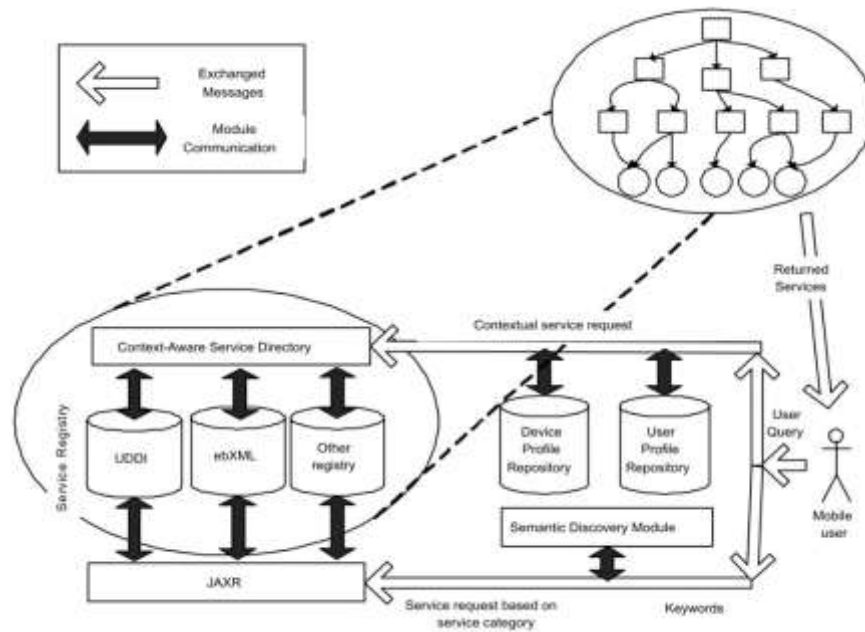 Exchanged
Messages
Module
Communication
Returned
Services
Contextual service request
Context-Aware Service Directory
Service Registry
UDDI
ebXML
Other
registry
Device
Profile
Repository
User
Profile
Repository
User
Query
Mobile
user
Semantic Discovery Module
JAXR
Service request based on
service category
Keywords